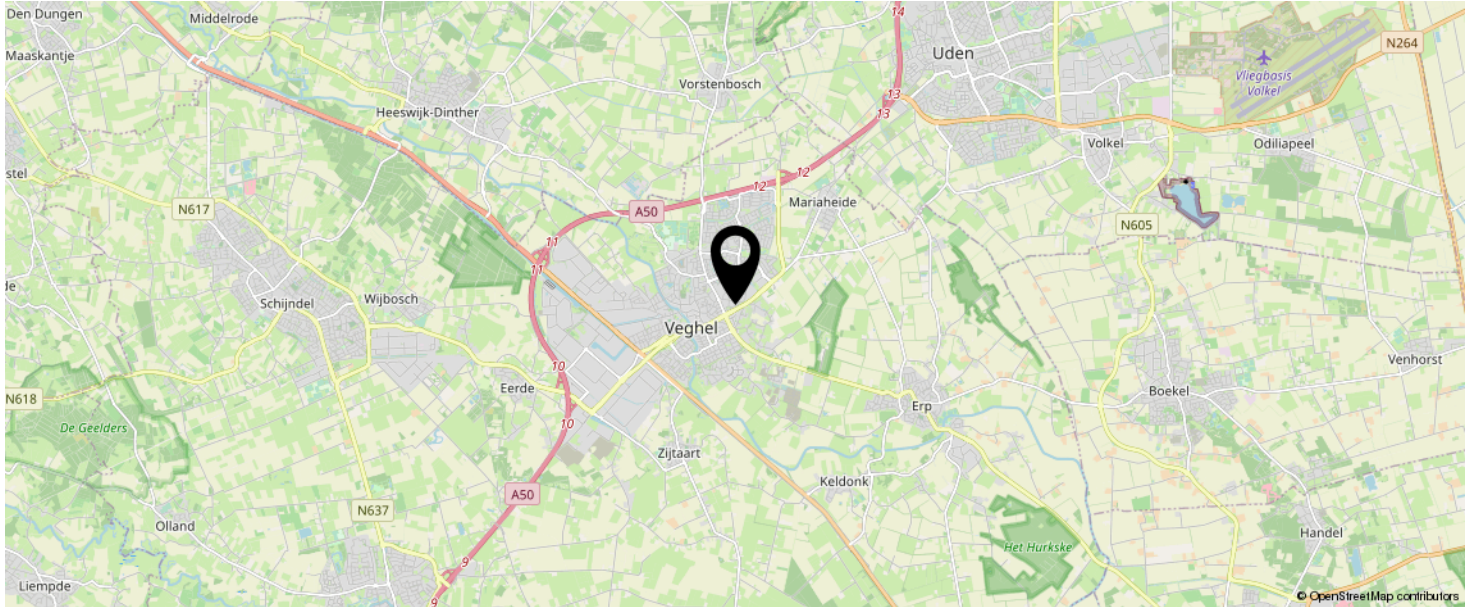 Den Dungen
Middelrode
14
Uden
N264
Maaskantje
Vliegbasis
Volkel
Vorstenbosch
13
13
Heeswijk-Dinther
Volkel
Odiliapeel
stel
12
12
Mariaheide
N617
A50
N605
11
11
de
Schijndel
Wijbosch
Veghel
Venhorst
10
Eerde
Boekel
N618
Erp
10
De Geelders
Zijtaart
Keldonk
A50
N637
Olland
Handel
Het Hurkske
9
Liempde
9
© OpenStreetMap contributors